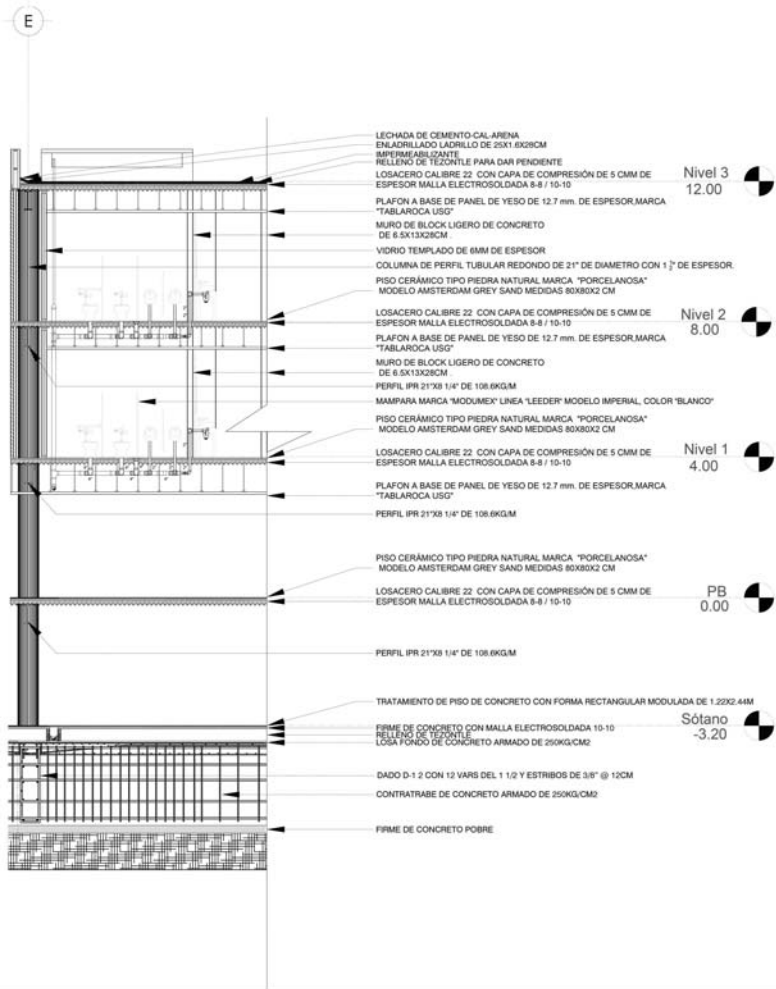 E
LECHADA DE CEMENTO-CAL-ARENA
ENLADRILLADO LADRILLO DE 25X1.6X28CM
IMPERMEABILIZANTE
RELLENO DE TEZONTLE PARA DAR PENDIENTE
LOSACERO CALIBRE 22 CON CAPA DE COMPRESIÓN DE 5 CMM DE
ESPESOR MALLA ELECTROSOLDADA 8-8 / 10-10
Nivel 3
12.00
PLAFON A BASE DE PANEL DE YESO DE 12.7 mm. DE ESPESOR,MARCA
"TABLAROCA USG"
MURO DE BLOCK LIGERO DE CONCRETO
DE 6.5X13X28CM .
VIDRIO TEMPLADO DE 6MM DE ESPESOR
COLUMNA DE PERFIL TUBULAR REDONDO DE 21" DE DIAMETRO CON 1 ½" DE ESPESOR.
PISO CERÁMICO TIPO PIEDRA NATURAL MARCA "PORCELANOSA"
MODELO AMSTERDAM GREY SAND MEDIDAS 80X80X2 CM
LOSACERO CALIBRE 22 CON CAPA DE COMPRESIÓN DE 5 CMM DE
ESPESOR MALLA ELECTROSOLDADA 8-8 / 10-10
Nivel 2
8.00
PLAFON A BASE DE PANEL DE YESO DE 12.7 mm. DE ESPESOR,MARCA
"TABLAROCA USG"
MURO DE BLOCK LIGERO DE CONCRETO
DE 6.5X13X28CM .
PERFIL IPR 21"X8 1/4" DE 108.6KG/M
MAMPARA MARCA "MODUMEX" LINEA "LEEDER" MODELO IMPERIAL, COLOR "BLANCO"
PISO CERÁMICO TIPO PIEDRA NATURAL MARCA "PORCELANOSA"
MODELO AMSTERDAM GREY SAND MEDIDAS 80X80X2 CM
LOSACERO CALIBRE 22 CON CAPA DE COMPRESIÓN DE 5 CMM DE
ESPESOR MALLA ELECTROSOLDADA 8-8 / 10-10
Nivel 1
4.00
PLAFON A BASE DE PANEL DE YESO DE 12.7 mm. DE ESPESOR,MARCA
"TABLAROCA USG"
PERFIL IPR 21"X8 1/4" DE 108.6KG/M
PISO CERÁMICO TIPO PIEDRA NATURAL MARCA "PORCELANOSA"
MODELO AMSTERDAM GREY SAND MEDIDAS 80X80X2 CM
LOSACERO CALIBRE 22 CON CAPA DE COMPRESIÓN DE 5 CMM DE
ESPESOR MALLA ELECTROSOLDADA 8-8 / 10-10
PB
0.00
PERFIL IPR 21"X8 1/4" DE 108.6KG/M
TRATAMIENTO DE PISO DE CONCRETO CON FORMA RECTANGULAR MODULADA DE 1.22X2.44M
FIRME DE CONCRETO CON MALLA ELECTROSOLDADA 10-10
RELLENO DE TEZONTLE
LOSA FONDO DE CONCRETO ARMADO DE 250KG/CM2
Sótano
-3.20
DADO D-1 2 CON 12 VARS DEL 1 1/2 Y ESTRIBOS DE 3/8" @ 12CM
CONTRATRABE DE CONCRETO ARMADO DE 250KG/CM2
FIRME DE CONCRETO POBRE